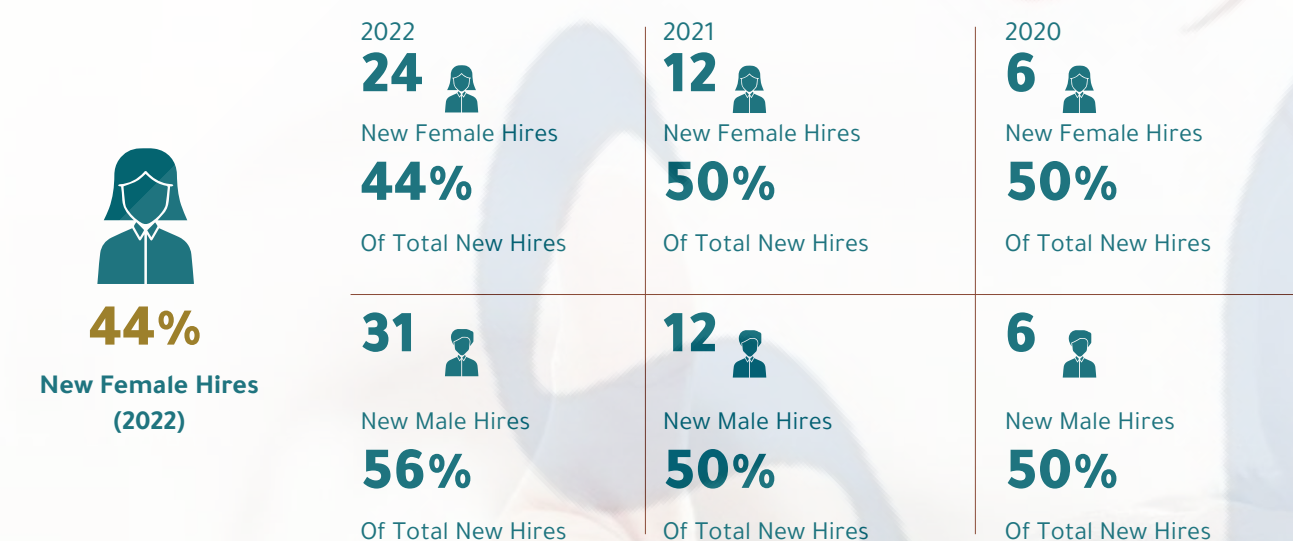 44%
New Female Hires
(2022)
2022
24
New Female Hires
44%
Of Total New Hires
2021
12
New Female Hires
50%
Of Total New Hires
2020
6
New Female Hires
50%
Of Total New Hires
31
New Male Hires
56%
Of Total New Hires
12
New Male Hires
50%
Of Total New Hires
6
New Male Hires
50%
Of Total New Hires